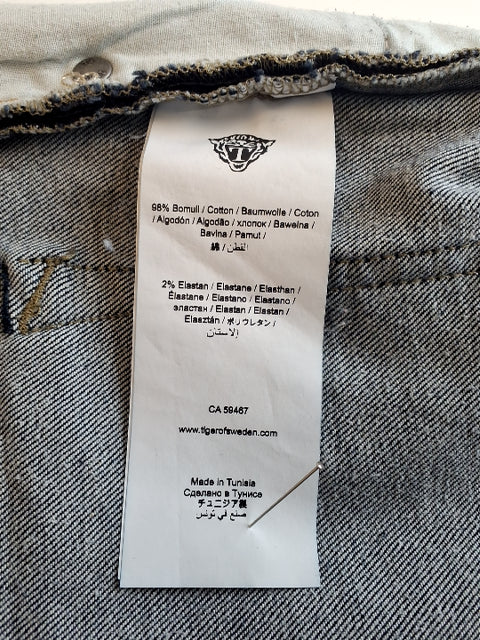 98% Bomull / Cotton / Baumwolle / Coton
/ Algodón / Algodão / хлопок / Bawełna /
Bavlna / Pamut /
綿 / القطن
2% Elastan / Elastane / Elasthan /
Élastane / Elastano / Elastano /
эластан / Elastan / Elastan /
Elasztán / ポリウレタン /
إلاستان
CA 59467
www.tigerofsweden.com
Made in Tunisia
Сделано в Тунисе
チュニジア製
صنع في تونس